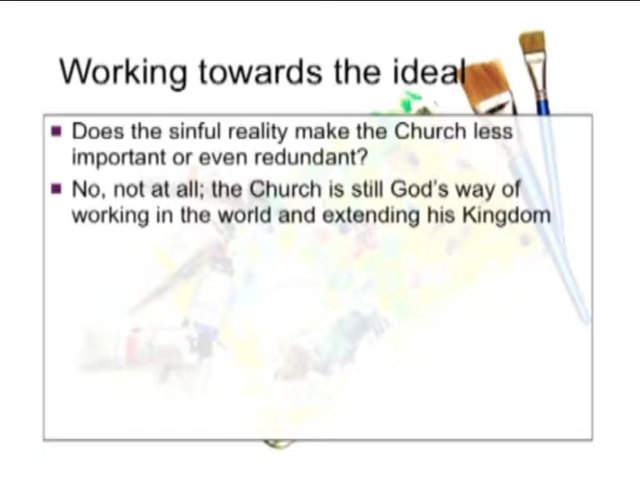 Working towards the ideal
Does the sinful reality make the Church less
important or even redundant?
No, not at all; the Church is still God's way of
working in the world and extending his Kingdom